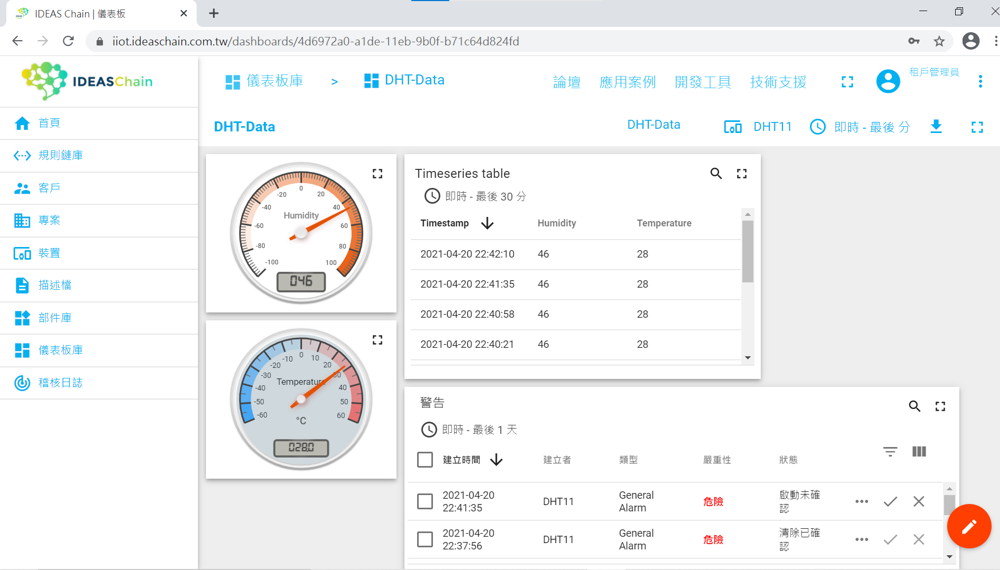 IDEAS Chain | 儀表板
iiot.ideaschain.com.tw/dashboards/4d6972a0-a1de-11eb-9b0f-b71c64d824fd
IDEASChain
儀表板庫 > DHT-Data
論壇 應用案例 開發工具 技術支援 租戶管理員
首頁
規則鏈庫
客戶
專案
裝置
描述檔
部件庫
儀表板庫
稽核日誌
DHT-Data
DHT-Data DHT11 即時 - 最後 分
-100 -80 -60 -40 -20 0 20 40 60 80 100
Humidity
046
-60 -50 -40 -30 -20 -10 0 10 20 30 40 50 60
Temperature
°C
028.0
Timeseries table
即時 - 最後 30 分
Timestamp Humidity Temperature
2021-04-20 22:42:10 46 28
2021-04-20 22:41:35 46 28
2021-04-20 22:40:58 46 28
2021-04-20 22:40:21 46 28
警告
即時 - 最後 1 天
建立時間 建立者 類型 嚴重性 狀態
2021-04-20 22:41:35 DHT11 General Alarm 危險 啟動未確認
2021-04-20 22:37:56 DHT11 General Alarm 危險 清除已確認